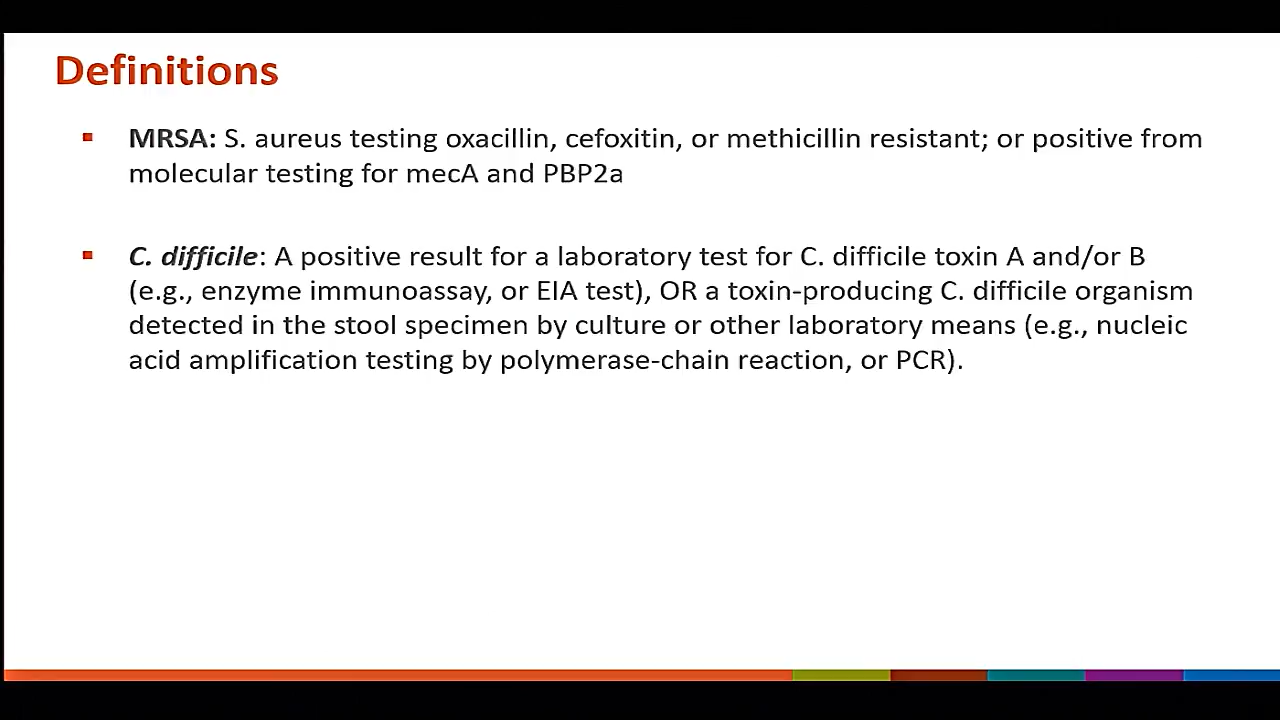 Definitions
MRSA: S. aureus testing oxacillin, cefoxitin, or methicillin resistant; or positive from
molecular testing for mecA and PBP2a
C. difficile: A positive result for a laboratory test for C. difficile toxin A and/or B
(e.g., enzyme immunoassay, or EIA test), OR a toxin-producing C. difficile organism
detected in the stool specimen by culture or other laboratory means (e.g., nucleic
acid amplification testing by polymerase-chain reaction, or PCR).